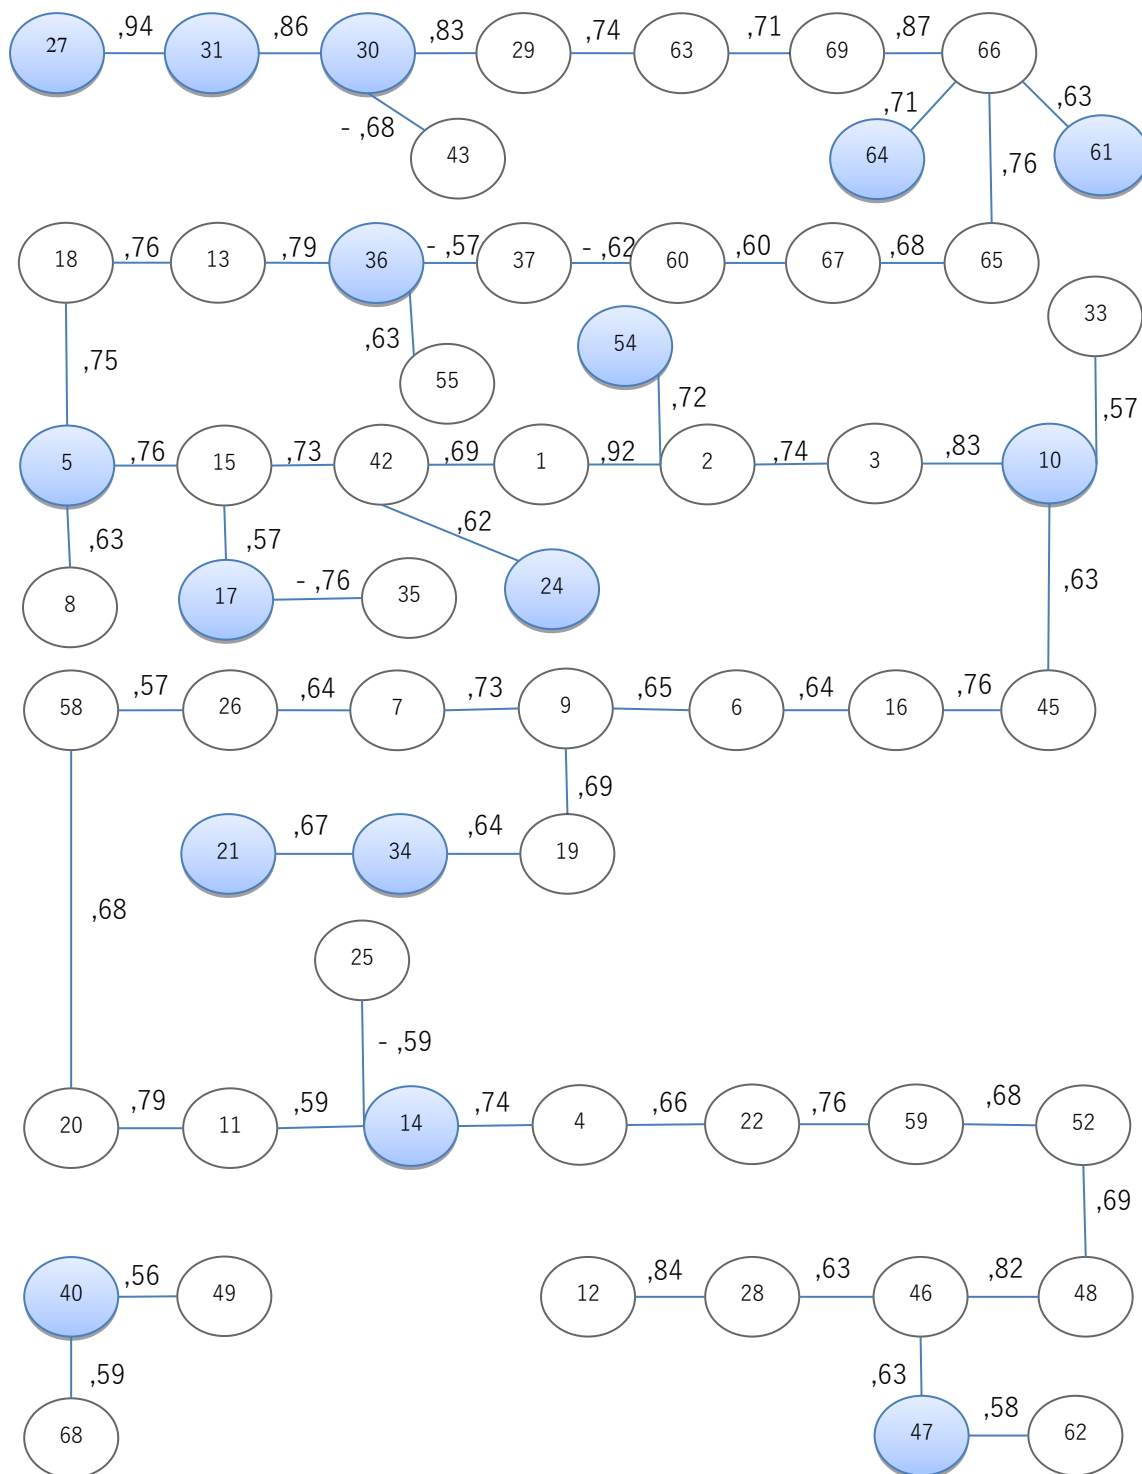 27 ,94 31 ,86 30 ,83 29 ,74 63 ,71 69 ,87 66
- ,68 43 ,71 64 ,76 ,63 61
18 ,76 13 ,79 36 - ,57 37 - ,62 60 ,60 67 ,68 65
33
,75 ,63 55 54 ,72 ,57
5 ,76 15 ,73 42 ,69 1 ,92 2 ,74 3 ,83 10
,63 ,57 ,62
8 17 - ,76 35 24 ,63
58 ,57 26 ,64 7 ,73 9 ,65 6 ,64 16 ,76 45
,69
21 ,67 34 ,64 19
,68
25
- ,59
20 ,79 11 ,59 14 ,74 4 ,66 22 ,76 59 ,68 52
,69
40 ,56 49 12 ,84 28 ,63 46 ,82 48
,59 ,63
68 47 ,58 62